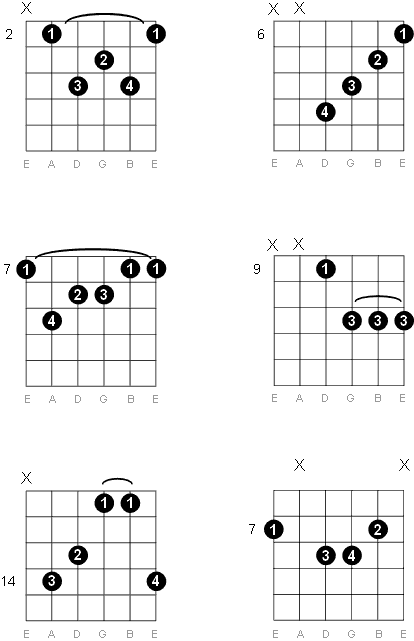 X X X
2 1 1 6 1
2 2
3 4 3
4
E A D G B E E A D G B E
X X
7 1 1 1 9 1
2 3
4 3 3 3
E A D G B E E A D G B E
X X X
1 1
7 1 2
2 3 4
14 3 4
E A D G B E E A D G B E